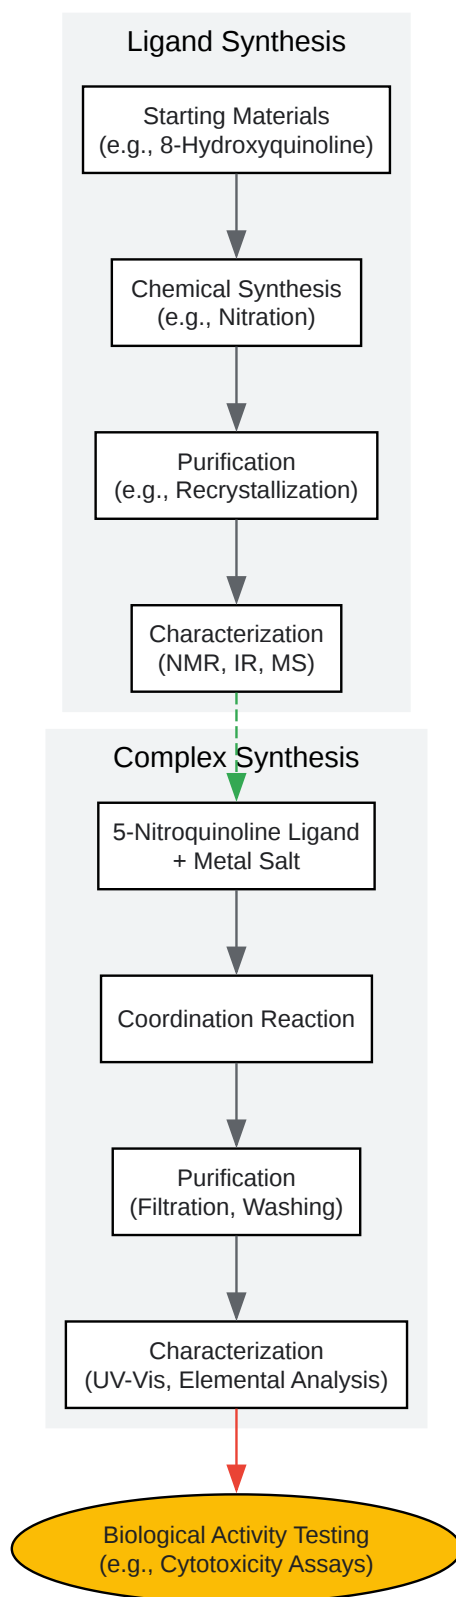 Ligand Synthesis
Starting Materials
(e.g., 8-Hydroxyquinoline)
Chemical Synthesis
(e.g., Nitration)
Purification
(e.g., Recrystallization)
Characterization
(NMR, IR, MS)
Complex Synthesis
5-Nitroquinoline Ligand
+ Metal Salt
Coordination Reaction
Purification
(Filtration, Washing)
Characterization
(UV-Vis, Elemental Analysis)
Biological Activity Testing
(e.g., Cytotoxicity Assays)